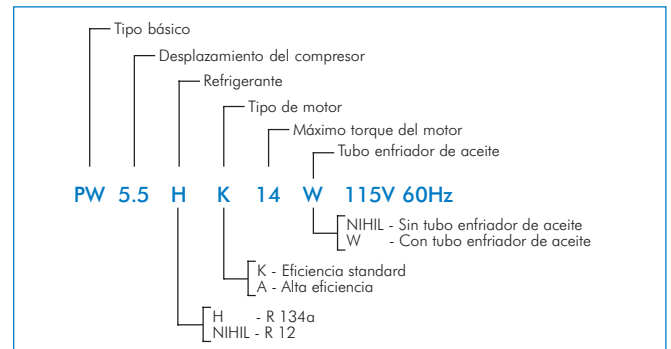 Tipo básico
Desplazamiento del compresor
Refrigerante
Tipo de motor
Máximo torque del motor
Tubo enfriador de aceite
PW 5.5 H K 14 W 115V 60Hz
NIHIL - Sin tubo enfriador de aceite
W - Con tubo enfriador de aceite
K - Eficiencia standard
A - Alta eficiencia
H - R 134a
NIHIL - R 12